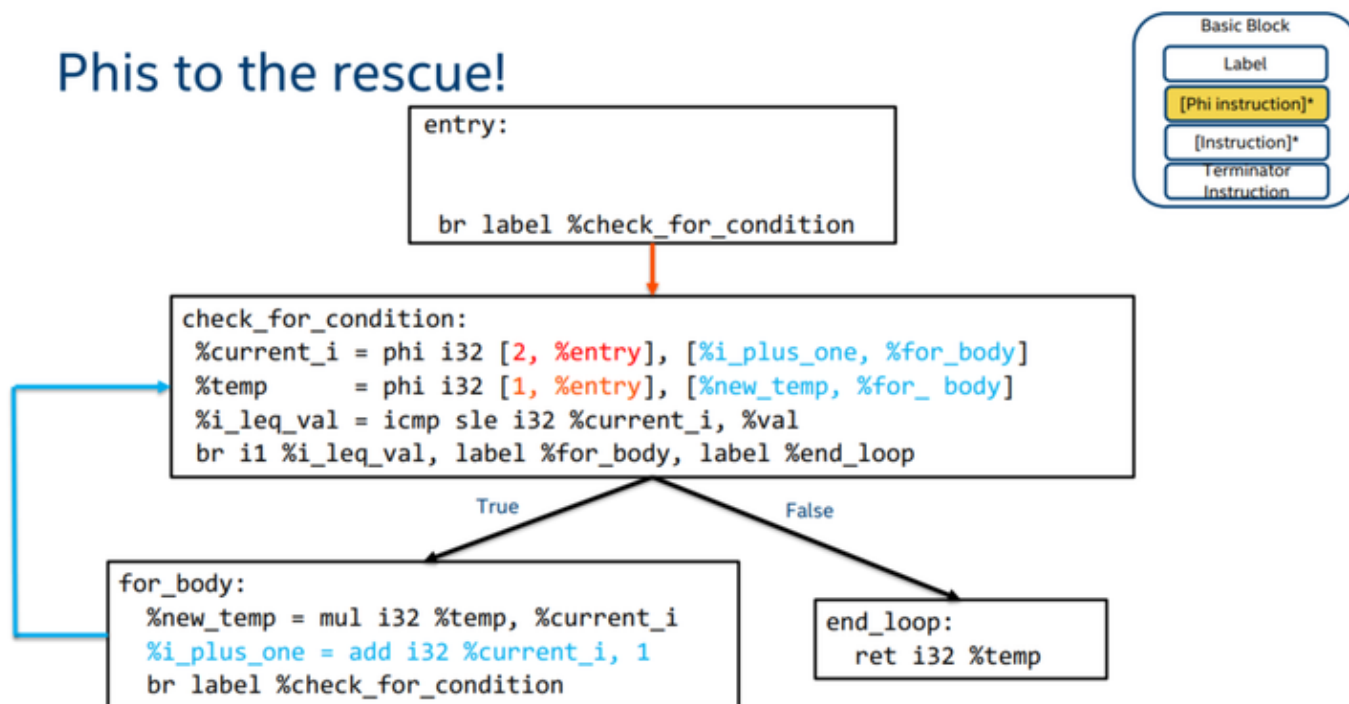 Phis to the rescue!
Basic Block
Label
[Phi instruction]*
[Instruction]*
Terminator
Instruction
entry:
br label %check_for_condition
check_for_condition:
%current_i = phi i32 [2, %entry], [%i_plus_one, %for_body]
%temp = phi i32 [1, %entry], [%new_temp, %for_ body]
%i_leq_val = icmp sle i32 %current_i, %val
br i1 %i_leq_val, label %for_body, label %end_loop
True
False
for_body:
%new_temp = mul i32 %temp, %current_i
%i_plus_one = add i32 %current_i, 1
br label %check_for_condition
end_loop:
ret i32 %temp